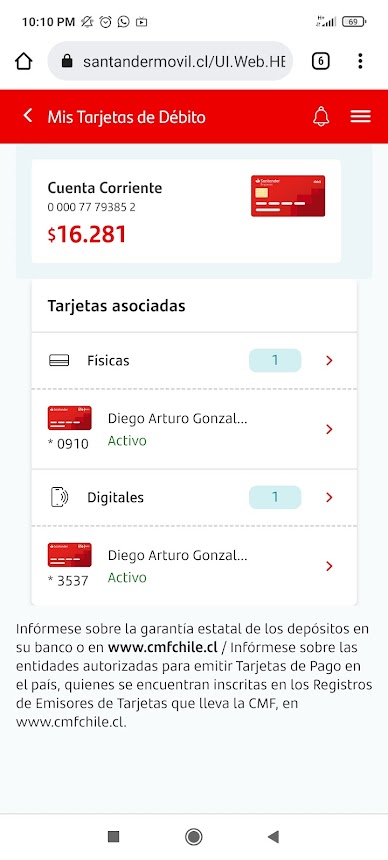 10:10 PM
69
santandermovil.cl/UI.Web.HE
6
Mis Tarjetas de Débito
Cuenta Corriente
0 000 77 79385 2
$16.281
Tarjetas asociadas
Fisicas
1
Diego Arturo Gonzal...
* 0910
Activo
Digitales
1
Diego Arturo Gonzal...
* 3537
Activo
Infórmese sobre la garantía estatal de los depósitos en
su banco o en www.cmfchile.cl / Infórmese sobre las
entidades autorizadas para emitir Tarjetas de Pago en
el país, quienes se encuentran inscritas en los Registros
de Emisores de Tarjetas que lleva la CMF, en
www.cmfchile.cl.